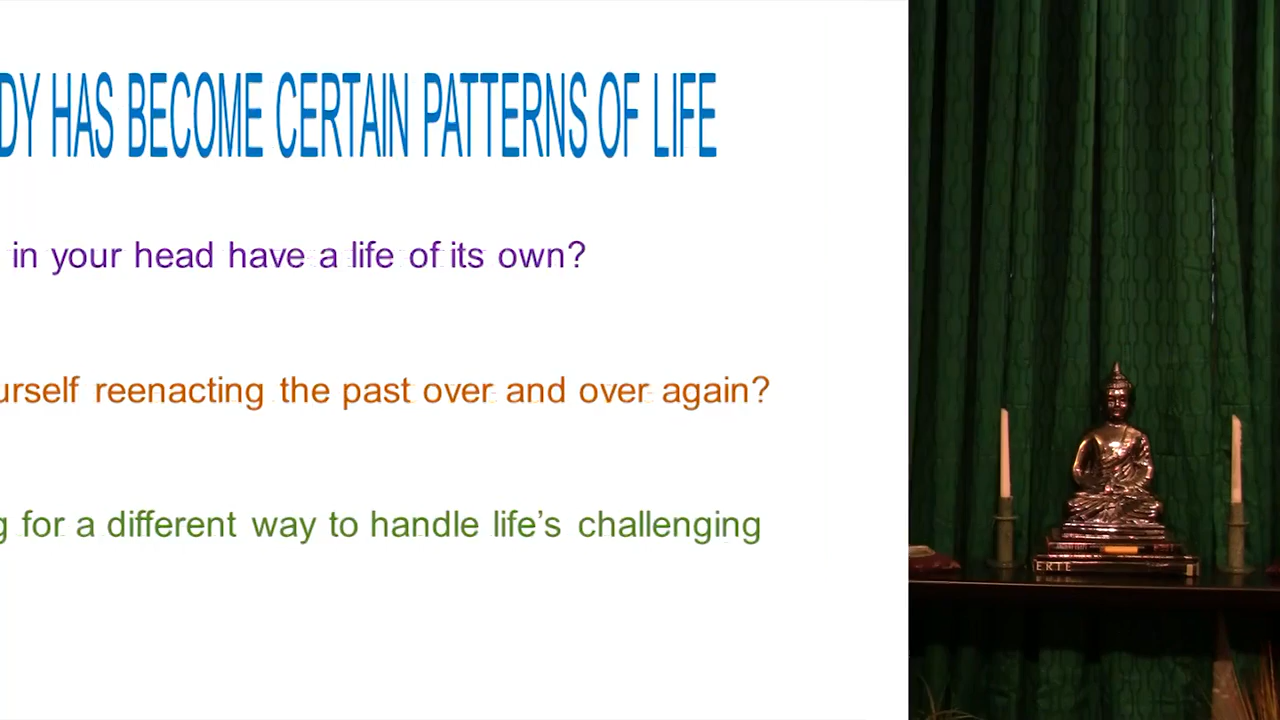 DY HAS BECOME CERTAIN PATTERNS OF LIFE
in your head have a life of its own?
urself reenacting the past over and over again?
g for a different way to handle life's challenging
ERTE